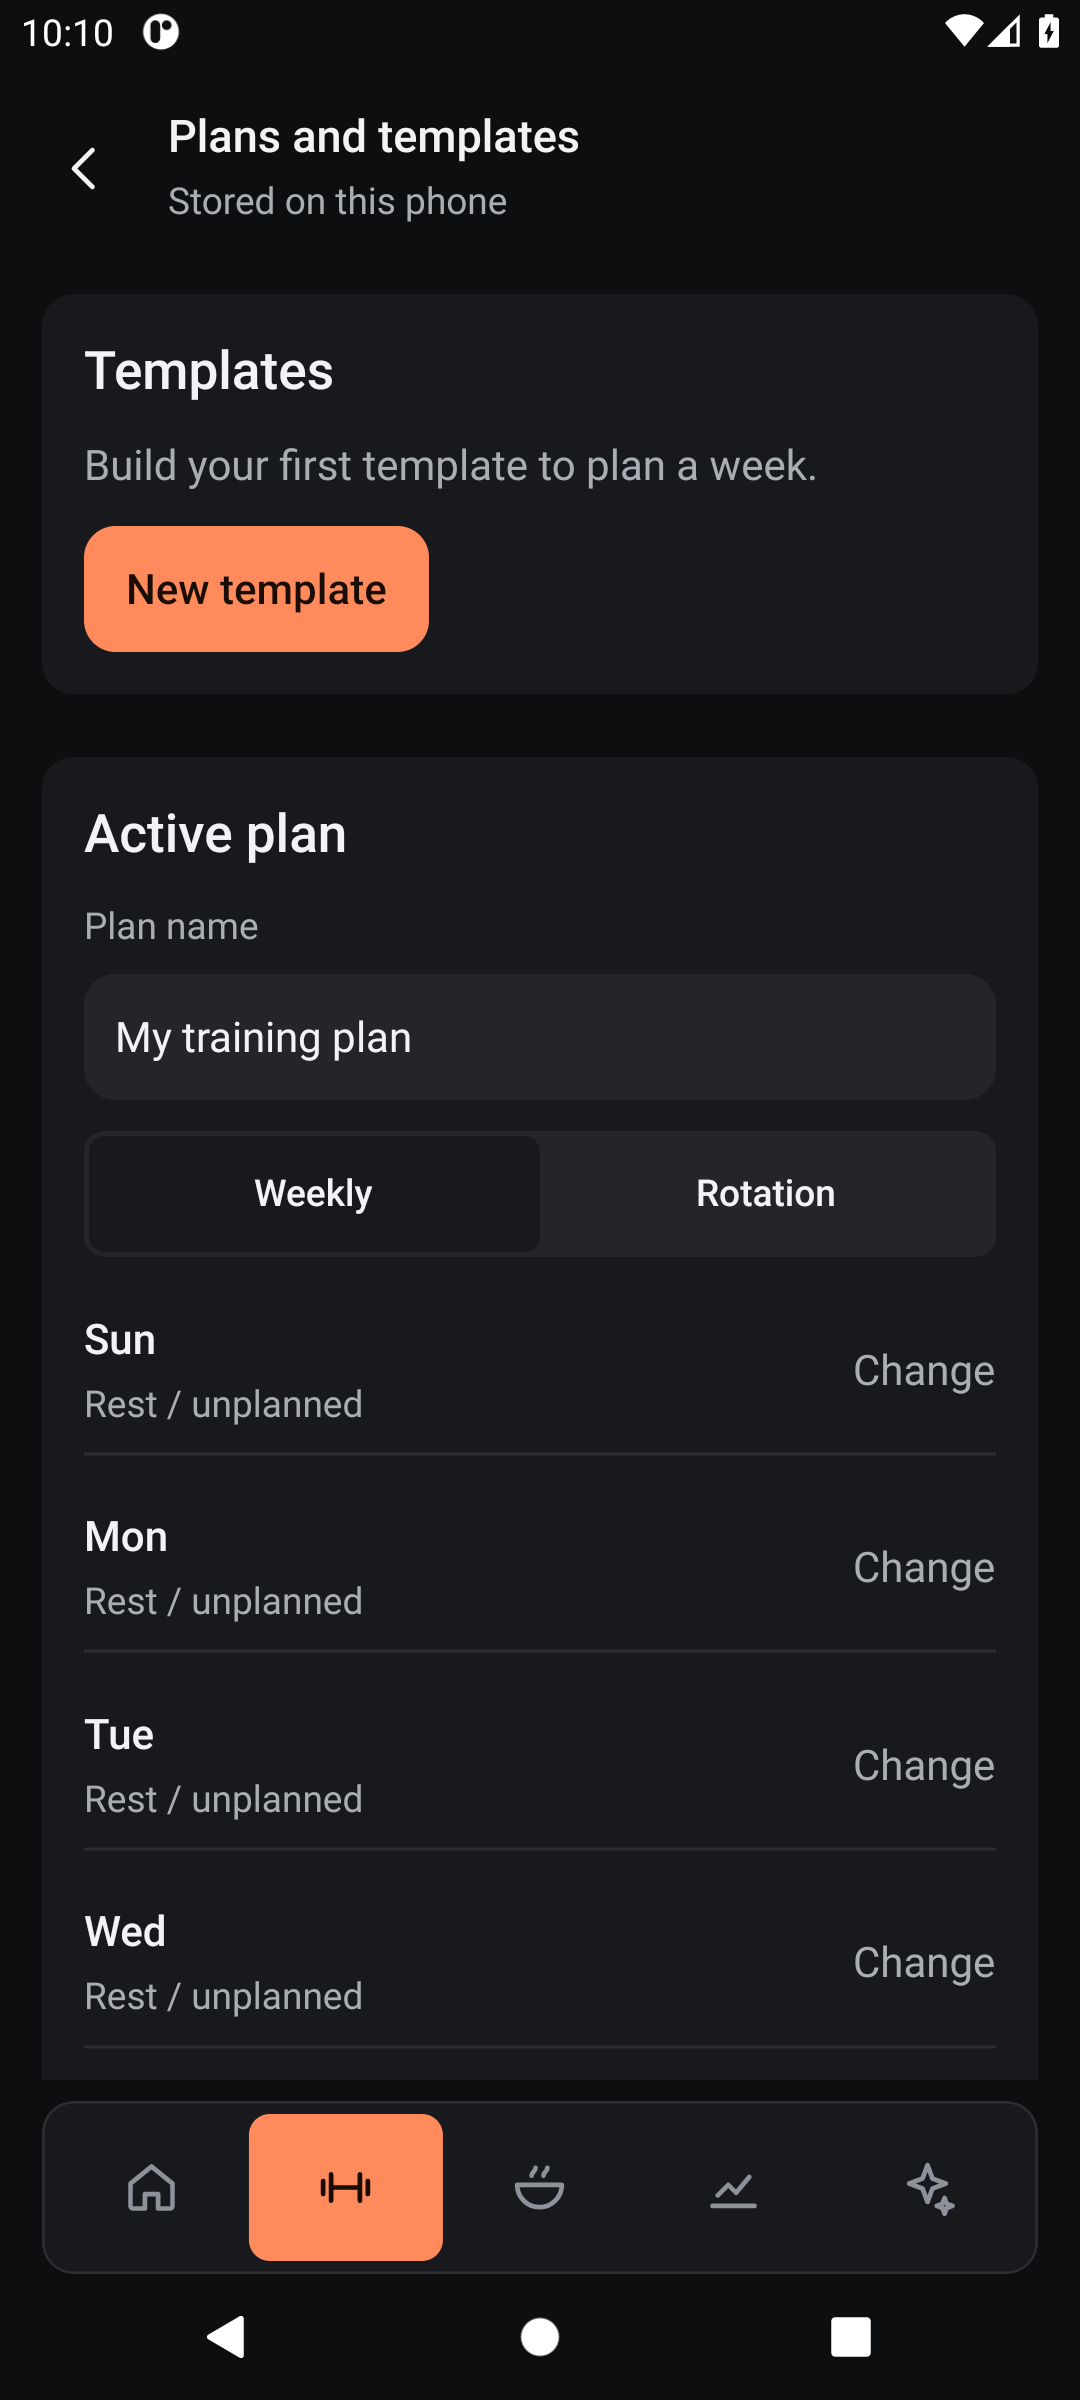 10:10
Plans and templates
Stored on this phone
Templates
Build your first template to plan a week.
New template
Active plan
Plan name
My training plan
Weekly
Rotation
Sun
Rest / unplanned
Change
Mon
Rest / unplanned
Change
Tue
Rest / unplanned
Change
Wed
Rest / unplanned
Change